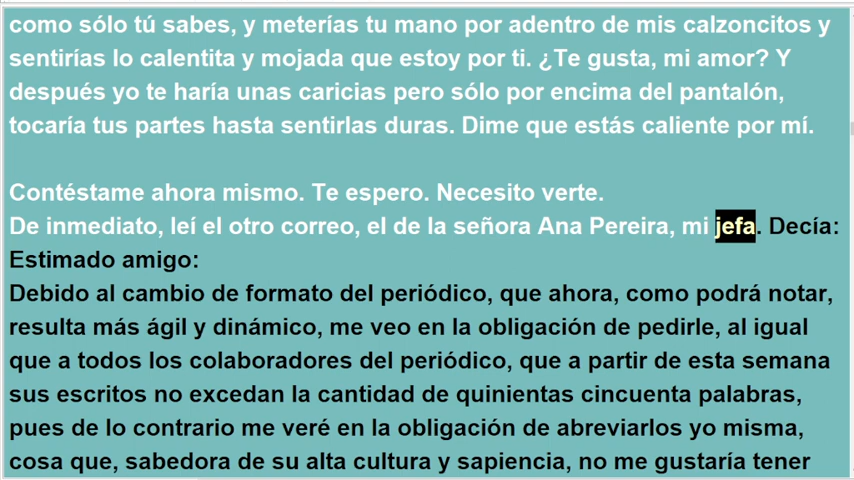 como sólo tú sabes, y meterías tu mano por adentro de mis calzoncitos y
sentirías lo calentita y mojada que estoy por ti. ¿Te gusta, mi amor? Y
después yo te haría unas caricias pero sólo por encima del pantalón,
tocaría tus partes hasta sentirlas duras. Dime que estás caliente por mí.
Contéstame ahora mismo. Te espero. Necesito verte.
De inmediato, leí el otro correo, el de la señora Ana Pereira, mi jefa. Decía:
Estimado amigo:
Debido al cambio de formato del periódico, que ahora, como podrá notar,
resulta más ágil y dinámico, me veo en la obligación de pedirle, al igual
que a todos los colaboradores del periódico, que a partir de esta semana
sus escritos no excedan la cantidad de quinientas cincuenta palabras,
pues de lo contrario me veré en la obligación de abreviarlos yo misma,
cosa que, sabedora de su alta cultura y sapiencia, no me gustaría tener